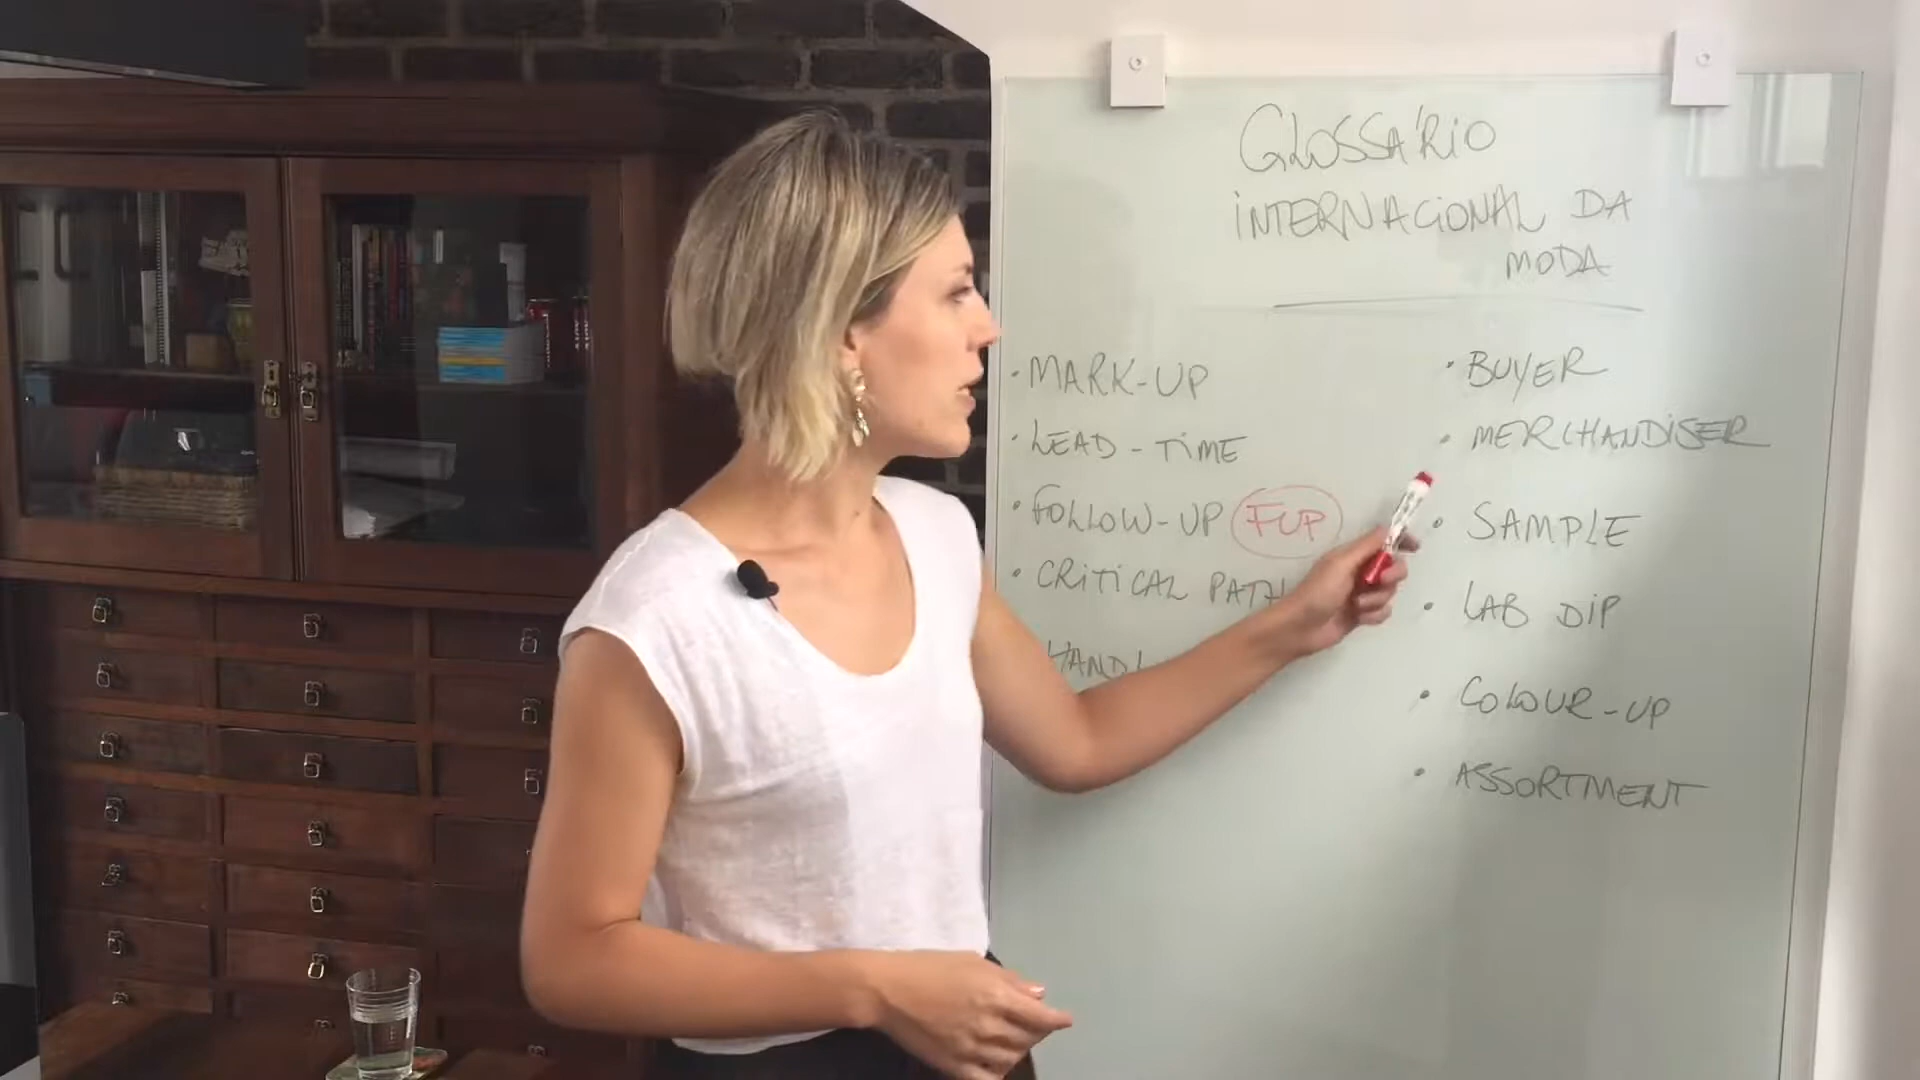 GLOSSÁRIO
INTERNACIONAL DA
MODA
• MARK-UP
• LEAD-TIME
• FOLLOW-UP FUP
• CRITICAL PATH
• BUYER
• MERCHANDISER
• SAMPLE
• LAB DIP
• COLOUR-UP
• ASSORTMENT